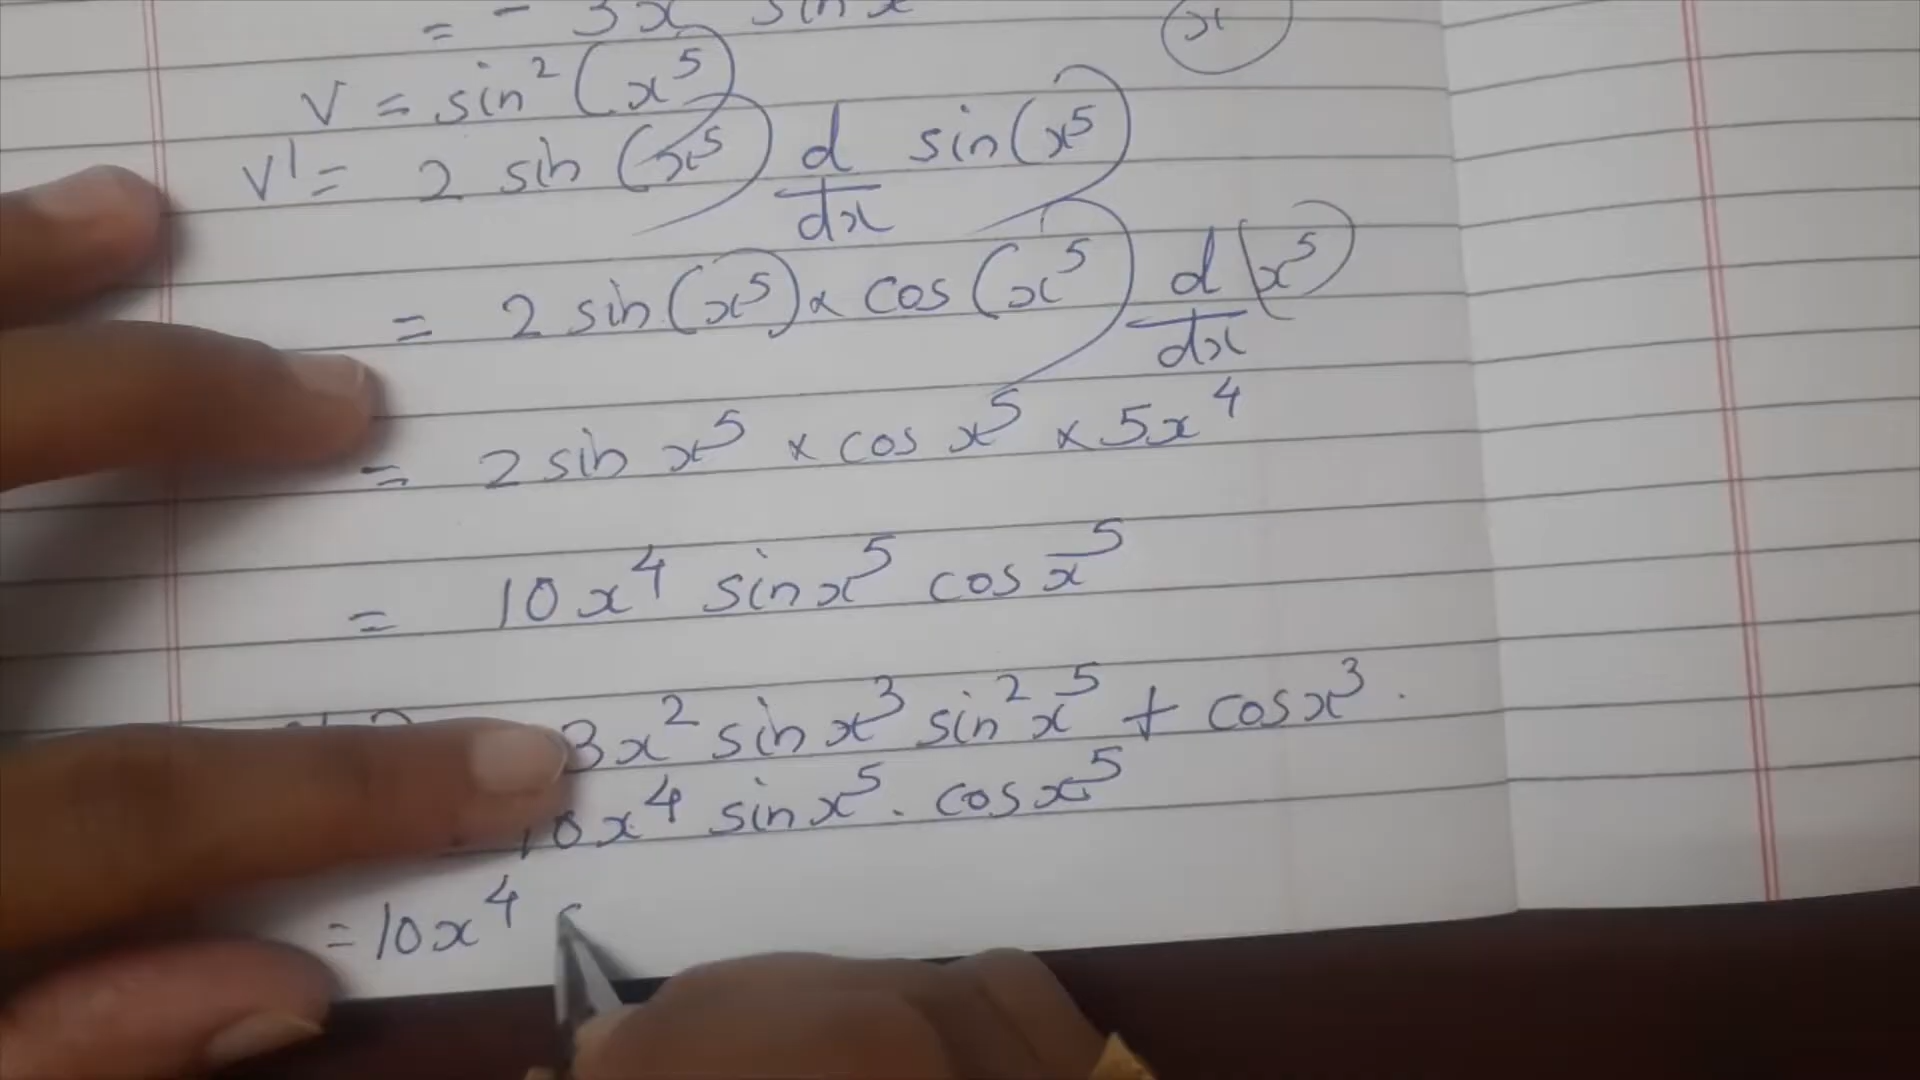 = - 3x sin x
x
v = sin² (x⁵)
v' = 2 sin (x⁵) d/dx sin(x⁵)
= 2 sin(x⁵) × cos (x⁵) d/dx (x⁵)
= 2 sin x⁵ × cos x⁵ × 5x⁴
= 10x⁴ sin x⁵ cos x⁵
3x² sin x³ sin² x⁵ + cos x³ .
10x⁴ sin x⁵ . cos x⁵
= 10x⁴